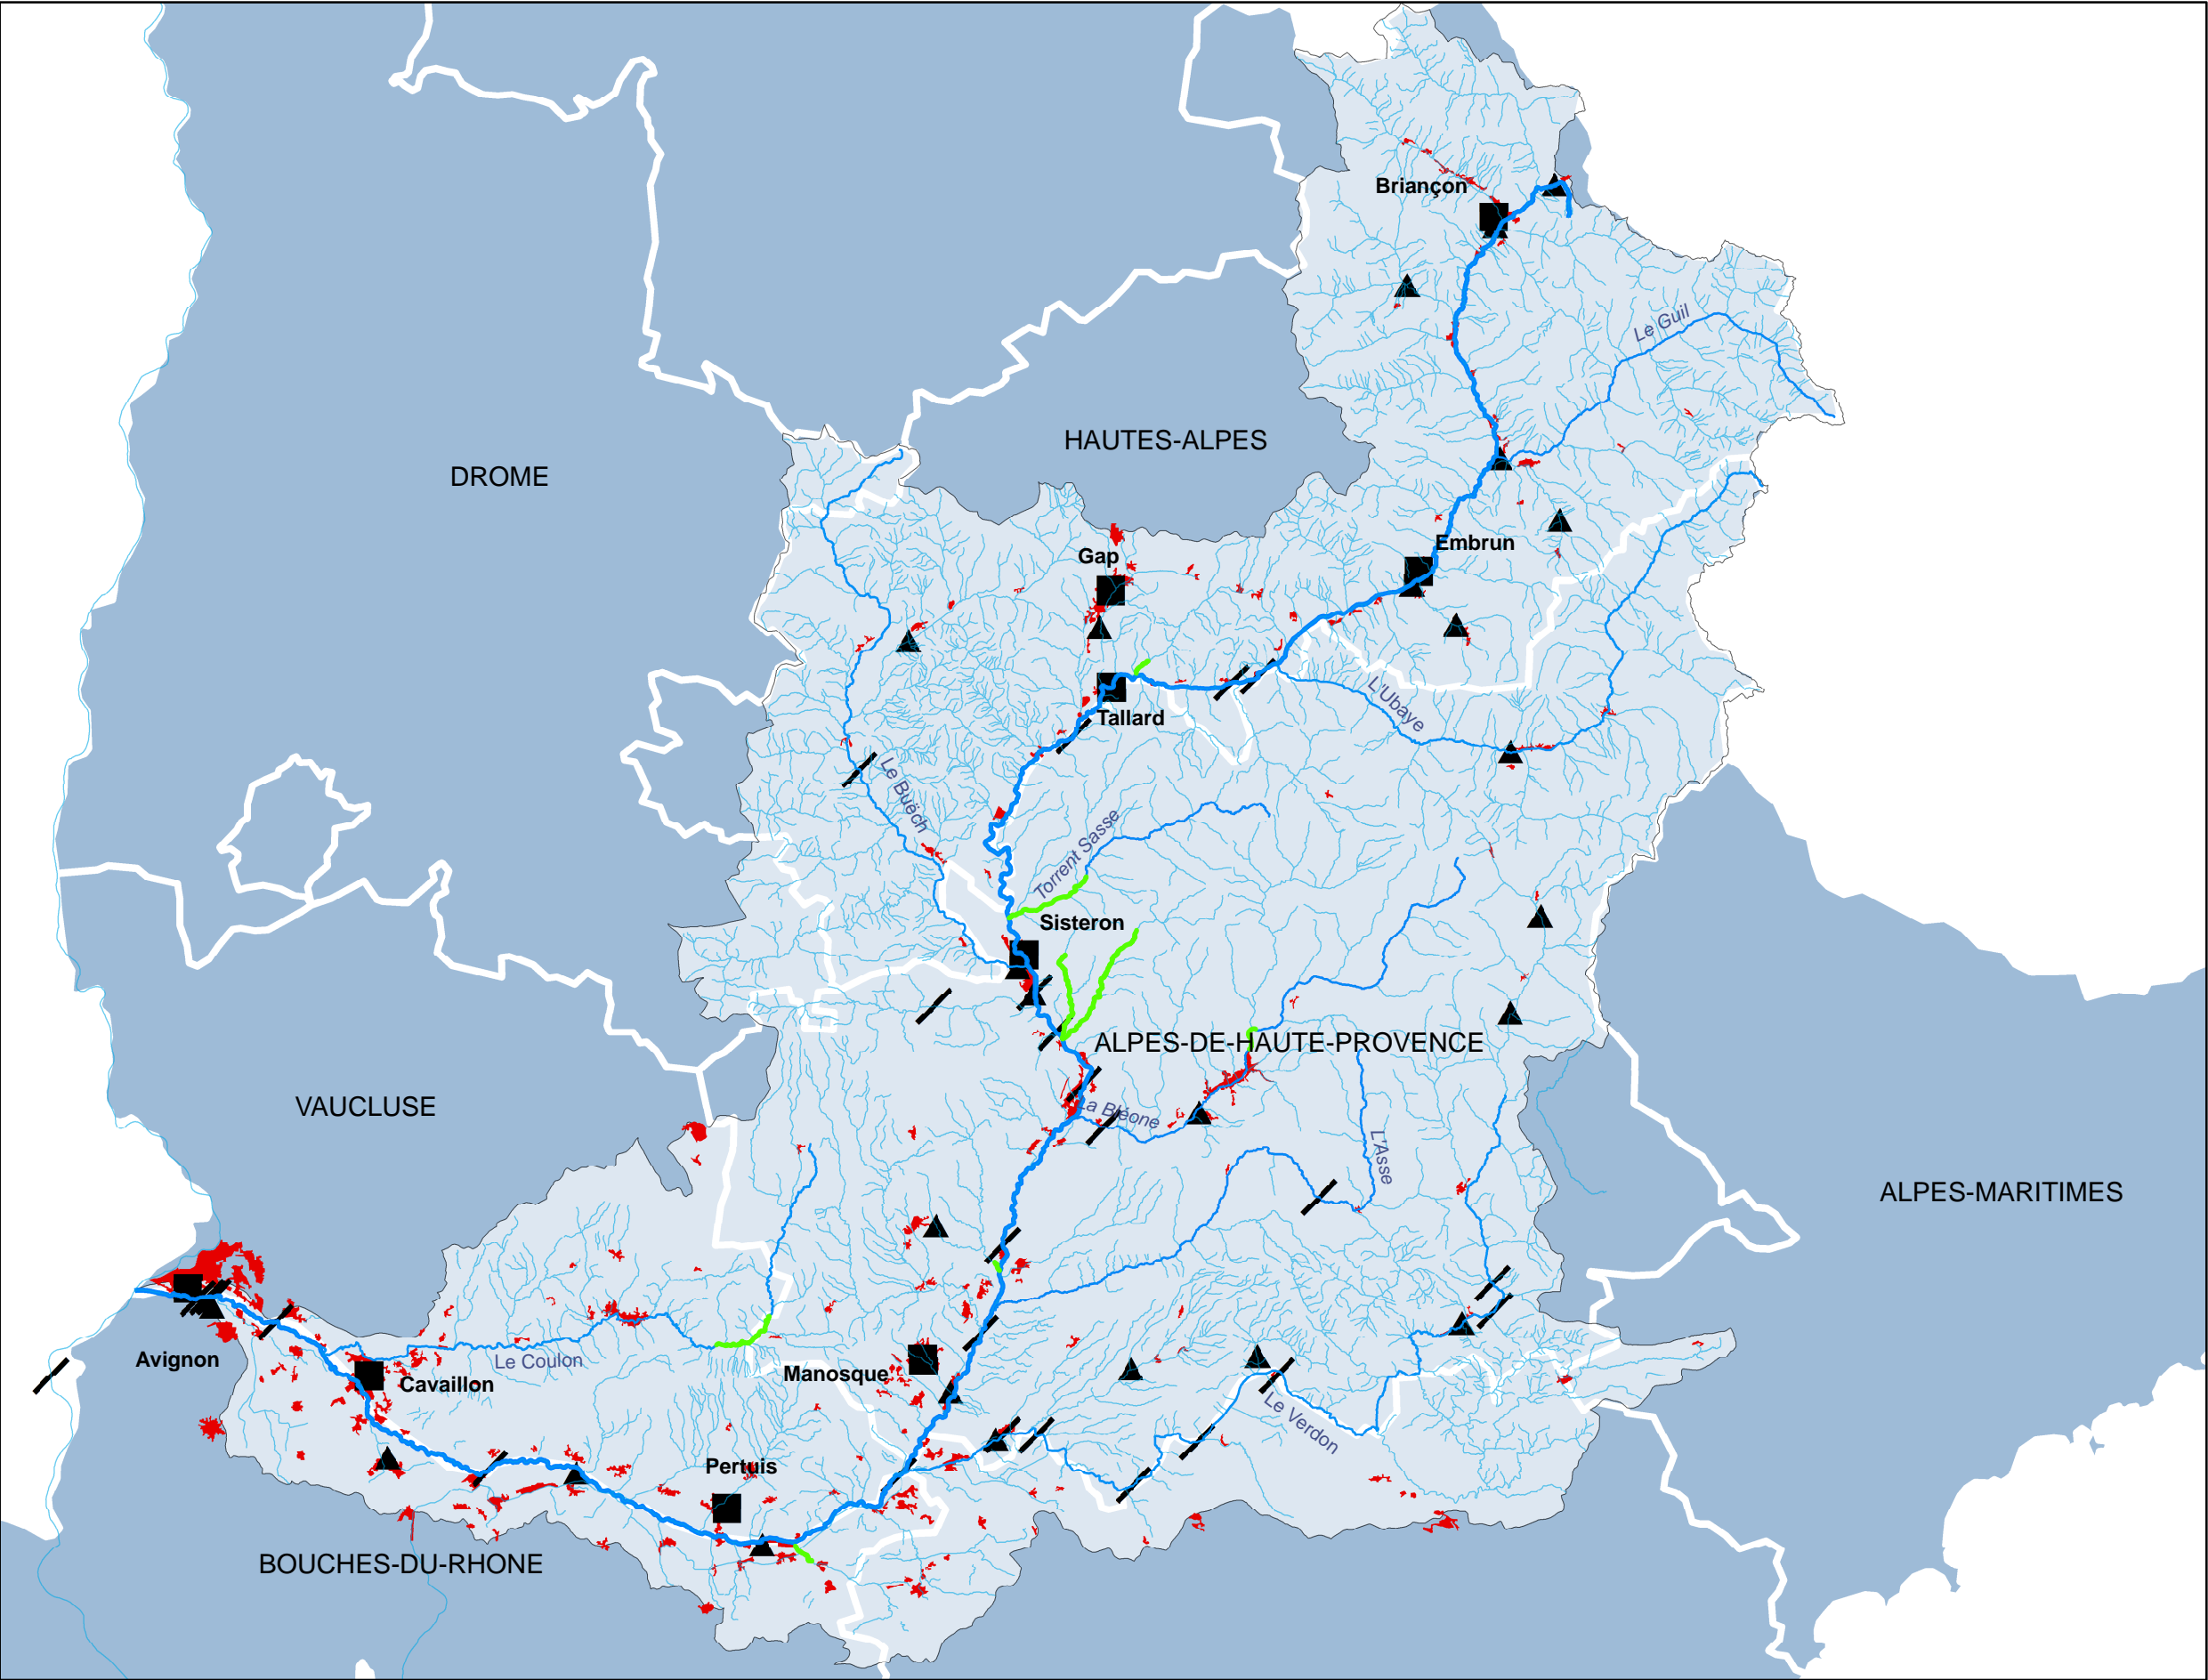 Briançon
Le Guil
HAUTES-ALPES
DROME
Embrun
Gap
L'Ubaye
Tallard
Le Buëch
Torrent Sasse
Sisteron
ALPES-DE-HAUTE-PROVENCE
VAUCLUSE
La Bléone
L'Asse
ALPES-MARITIMES
Avignon
Le Coulon
Manosque
Cavaillon
Le Verdon
Pertuis
BOUCHES-DU-RHONE